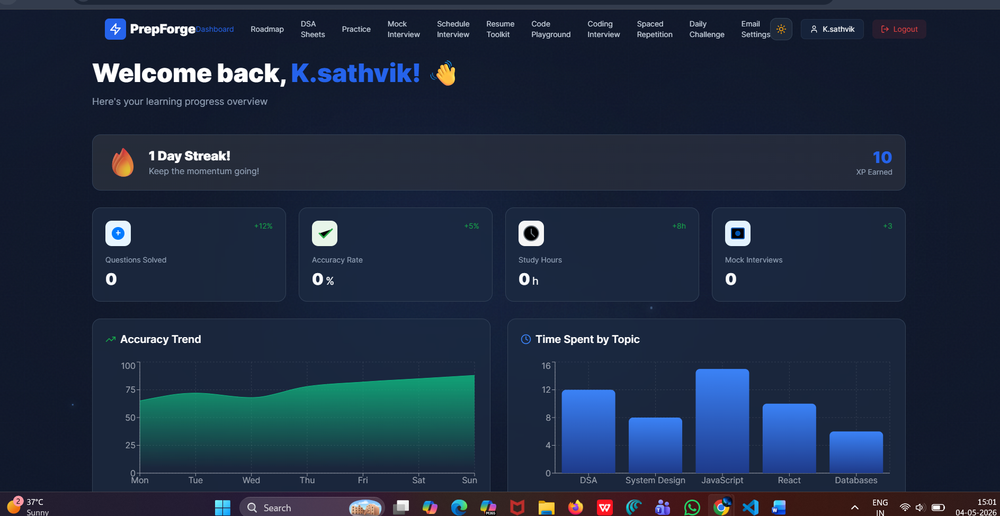 PrepForge
Dashboard
Roadmap
DSA
Sheets
Practice
Mock
Interview
Schedule
Interview
Resume
Toolkit
Code
Playground
Coding
Interview
Spaced
Repetition
Daily
Challenge
Email
Settings
K.sathvik
Logout
Welcome back, K.sathvik! 👋
Here's your learning progress overview
1 Day Streak!
Keep the momentum going!
10
XP Earned
+12%
Questions Solved
0
+5%
Accuracy Rate
0 %
+8h
Study Hours
0 h
+3
Mock Interviews
0
Accuracy Trend
100
75
50
25
0
Mon Tue Wed Thu Fri Sat Sun
Time Spent by Topic
16
12
8
4
0
DSA System Design JavaScript React Databases
2
37°C
Sunny
Search
M365
T
W
ENG
IN
15:01
04-05-2026